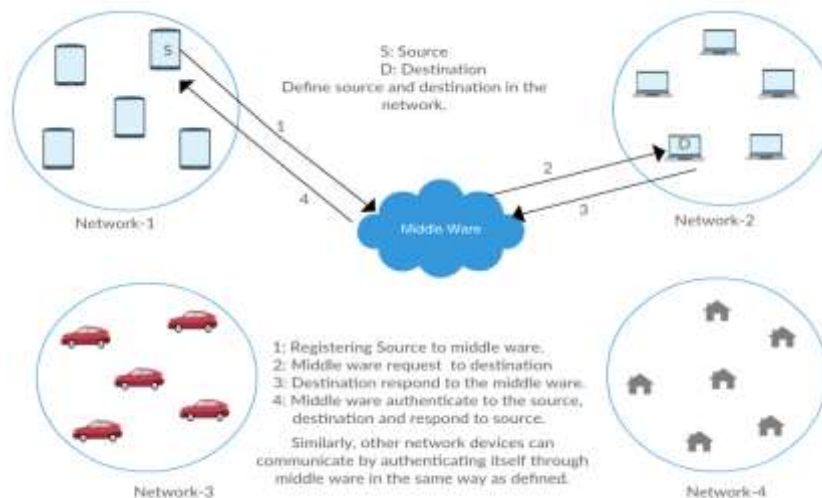 S
S: Source
D: Destination
Define source and destination in the
network.
D
1
2
4
3
Middle Ware
Network-1
Network-2
1: Registering Source to middle ware.
2: Middle ware request to destination
3: Destination respond to the middle ware.
4: Middle ware authenticate to the source,
destination and respond to source.
Similarly, other network devices can
communicate by authenticating itself through
middle ware in the same way as defined.
Network-3
Network-4